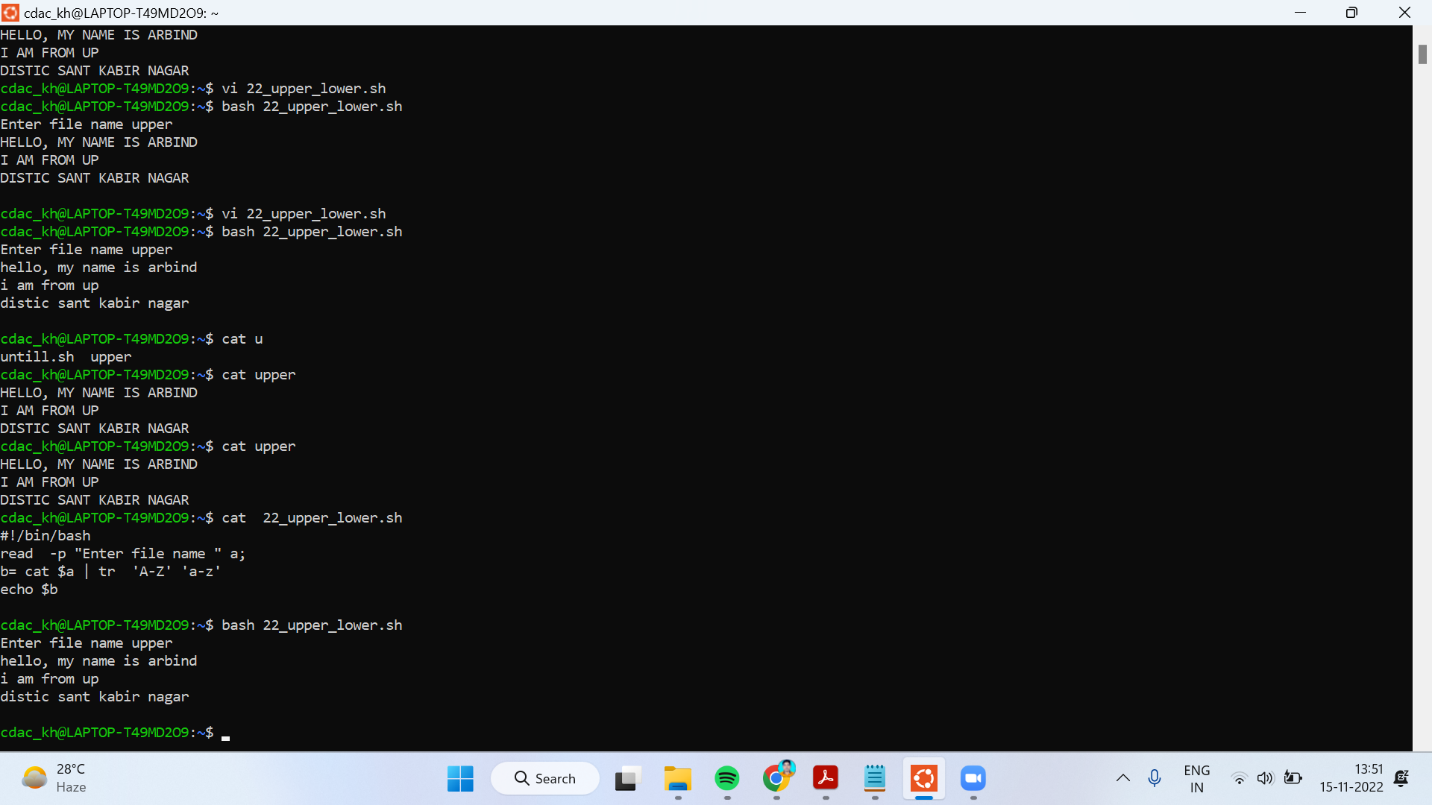 cdac_kh@LAPTOP-T49MD2O9: ~
HELLO, MY NAME IS ARBIND
I AM FROM UP
DISTIC SANT KABIR NAGAR
cdac_kh@LAPTOP-T49MD2O9:~$ vi 22_upper_lower.sh
cdac_kh@LAPTOP-T49MD2O9:~$ bash 22_upper_lower.sh
Enter file name upper
HELLO, MY NAME IS ARBIND
I AM FROM UP
DISTIC SANT KABIR NAGAR
cdac_kh@LAPTOP-T49MD2O9:~$ vi 22_upper_lower.sh
cdac_kh@LAPTOP-T49MD2O9:~$ bash 22_upper_lower.sh
Enter file name upper
hello, my name is arbind
i am from up
distic sant kabir nagar
cdac_kh@LAPTOP-T49MD2O9:~$ cat u
untill.sh  upper
cdac_kh@LAPTOP-T49MD2O9:~$ cat upper
HELLO, MY NAME IS ARBIND
I AM FROM UP
DISTIC SANT KABIR NAGAR
cdac_kh@LAPTOP-T49MD2O9:~$ cat upper
HELLO, MY NAME IS ARBIND
I AM FROM UP
DISTIC SANT KABIR NAGAR
cdac_kh@LAPTOP-T49MD2O9:~$ cat  22_upper_lower.sh
#!/bin/bash
read  -p "Enter file name " a;
b= cat $a | tr  'A-Z' 'a-z'
echo $b
cdac_kh@LAPTOP-T49MD2O9:~$ bash 22_upper_lower.sh
Enter file name upper
hello, my name is arbind
i am from up
distic sant kabir nagar
cdac_kh@LAPTOP-T49MD2O9:~$
28°C
Haze
Search
ENG
IN
13:51
15-11-2022